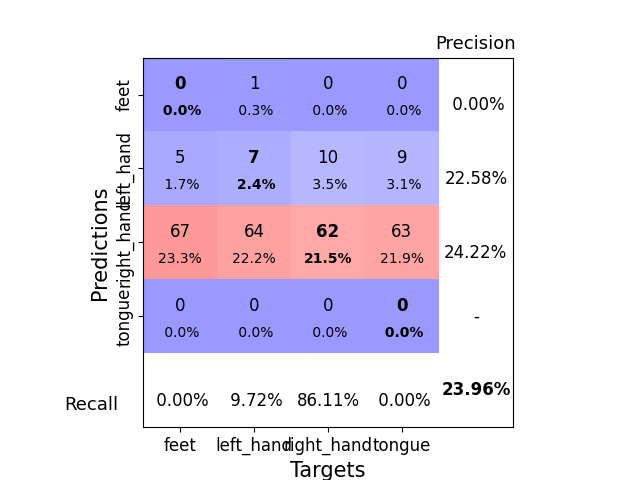 Precision
feet 0 1 0 0
0.0% 0.3% 0.0% 0.0% 0.00%
left_hand 5 7 10 9
1.7% 2.4% 3.5% 3.1% 22.58%
right_hand 67 64 62 63
23.3% 22.2% 21.5% 21.9% 24.22%
tongue 0 0 0 0
0.0% 0.0% 0.0% 0.0% -
Predictions
Recall 0.00% 9.72% 86.11% 0.00% 23.96%
feet left_hand right_hand tongue
Targets